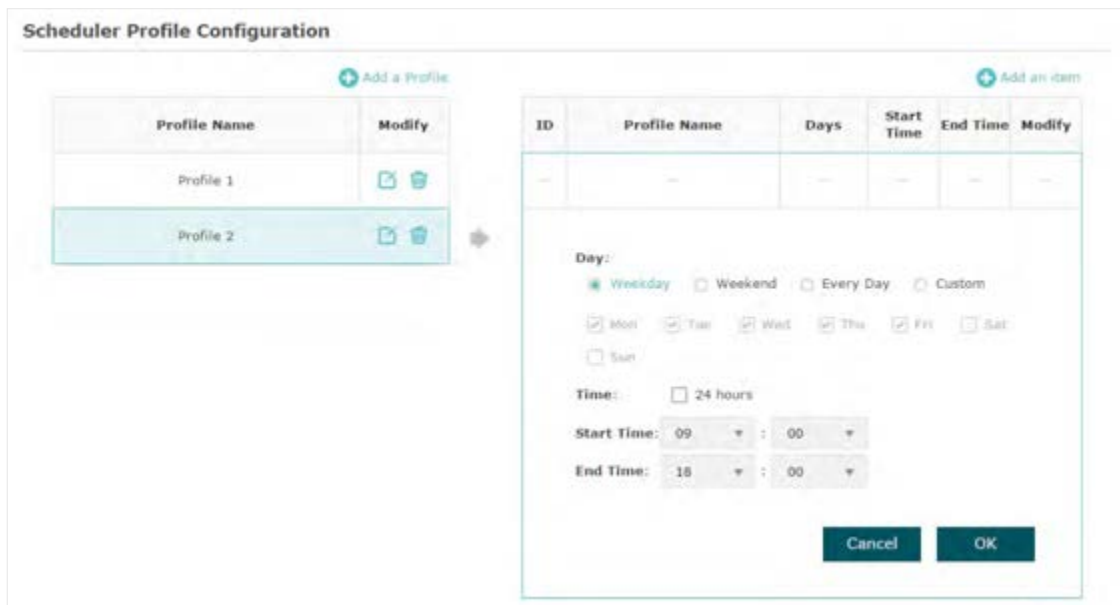 Scheduler Profile Configuration
Add a Profile
Add an item
Profile Name Modify
ID Profile Name Days Start Time End Time Modify
Profile 1
-- -- -- -- -- --
Profile 2
Day:
Weekday Weekend Every Day Custom
Mon Tue Wed Thu Fri Sat
Sun
Time: 24 hours
Start Time: 09 : 00
End Time: 18 : 00
Cancel OK